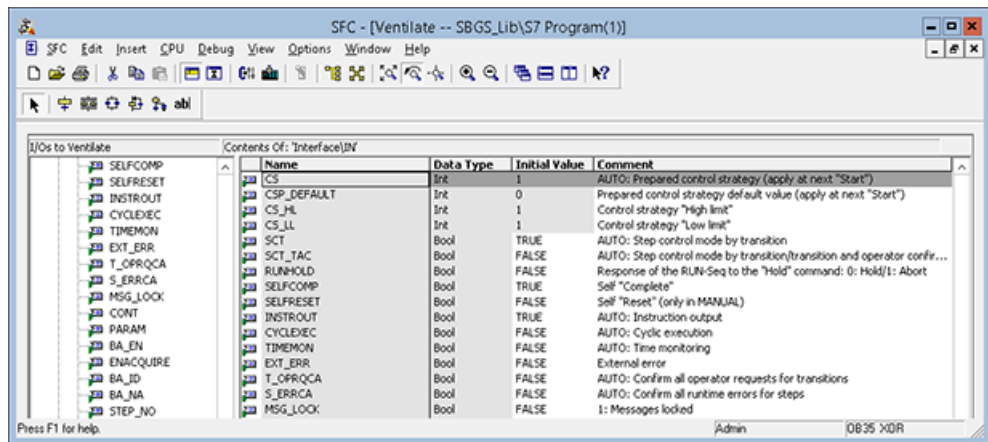 SFC - [Ventilate -- SBGS_Lib\S7 Program(1)]
SFC Edit Insert CPU Debug View Options Window Help
abl
I/Os to Ventilate Contents Of: 'Interface\IN'
Name Data Type Initial Value Comment
SELFCOMP CS Int 1 AUTO: Prepared control strategy (apply at next "Start")
SELFRESET CSP_DEFAULT Int 0 Prepared control strategy default value (apply at next "Start")
INSTROUT CS_HL Int 1 Control strategy "High limit"
CYCLEXEC CS_LL Int 1 Control strategy "Low limit"
TIMEMON SCT Bool TRUE AUTO: Step control mode by transition
EXT_ERR SCT_TAC Bool FALSE AUTO: Step control mode by transition/transition and operator confir...
T_OPRQCA RUNHOLD Bool FALSE Response of the RUN-Seq to the "Hold" command: 0: Hold/1: Abort
S_ERRCA SELFCOMP Bool TRUE Self "Complete"
MSG_LOCK SELFRESET Bool FALSE Self "Reset" (only in MANUAL)
CONT INSTROUT Bool TRUE AUTO: Instruction output
PARAM CYCLEXEC Bool FALSE AUTO: Cyclic execution
BA_EN TIMEMON Bool FALSE AUTO: Time monitoring
ENACQUIRE EXT_ERR Bool FALSE External error
BA_ID T_OPRQCA Bool FALSE AUTO: Confirm all operator requests for transitions
BA_NA S_ERRCA Bool FALSE AUTO: Confirm all runtime errors for steps
STEP_NO MSG_LOCK Bool FALSE 1: Messages locked
Press F1 for help. Admin OB35 XOR